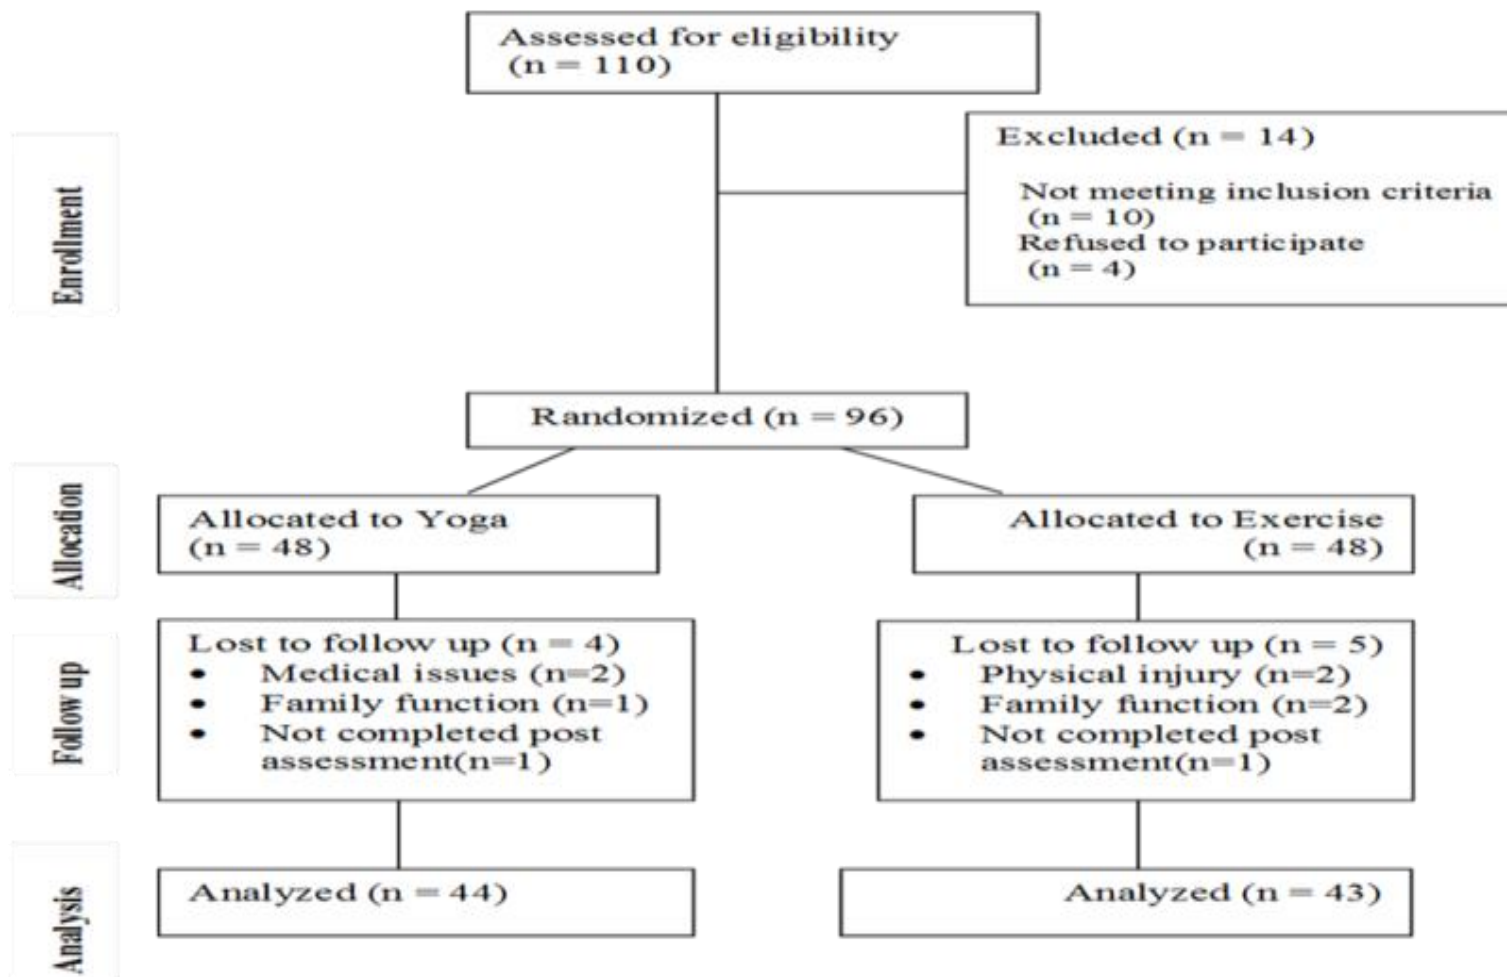 Assessed for eligibility
(n = 110)
Enrollment
Excluded (n = 14)
Not meeting inclusion criteria
(n = 10)
Refused to participate
(n = 4)
Randomized (n = 96)
Allocation
Allocated to Yoga
(n = 48)
Allocated to Exercise
(n = 48)
Follow up
Lost to follow up (n = 4)
• Medical issues (n=2)
• Family function (n=1)
• Not completed post
assessment(n=1)
Lost to follow up (n = 5)
• Physical injury (n=2)
• Family function (n=2)
• Not completed post
assessment(n=1)
Analysis
Analyzed (n = 44)
Analyzed (n = 43)